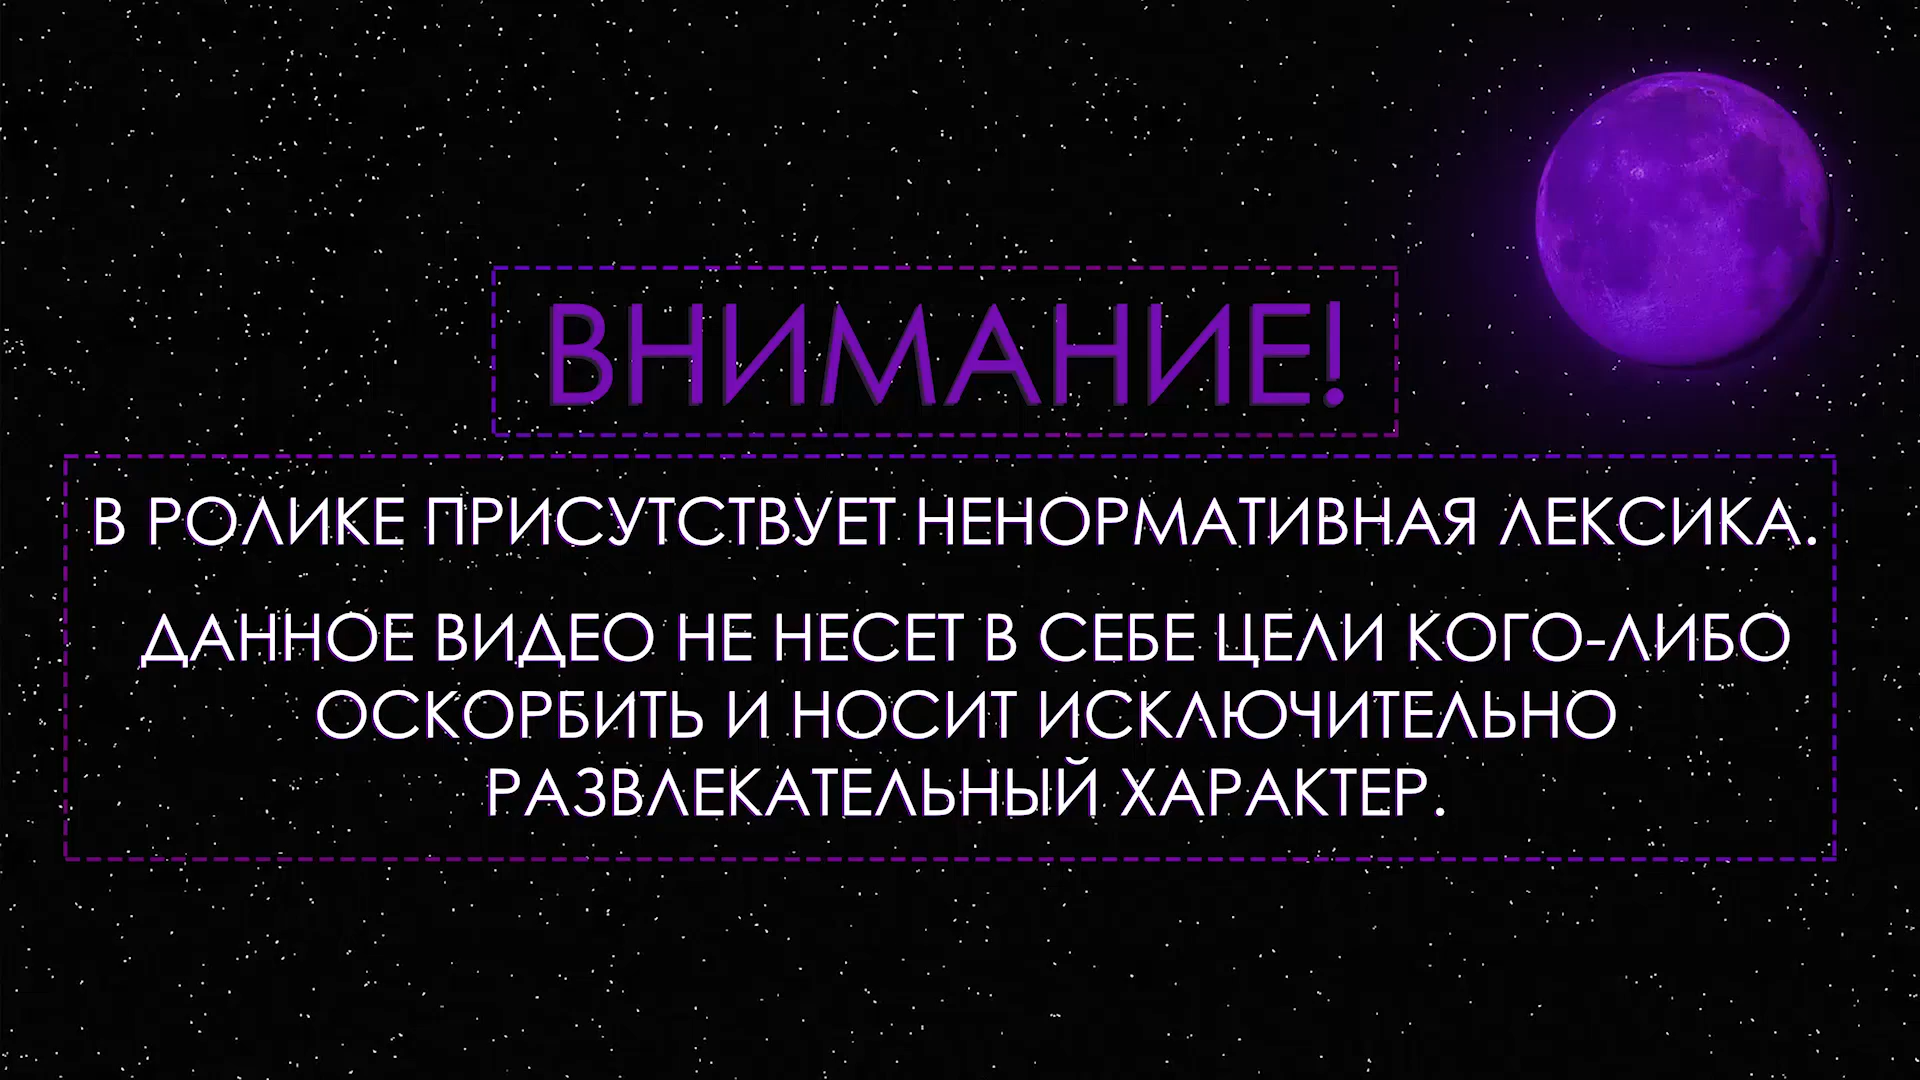 ВНИМАНИЕ!
В РОЛИКЕ ПРИСУТСТВУЕТ НЕНОРМАТИВНАЯ ЛЕКСИКА.
ДАННОЕ ВИДЕО НЕ НЕСЕТ В СЕБЕ ЦЕЛИ КОГО-ЛИБО
ОСКОРБИТЬ И НОСИТ ИСКЛЮЧИТЕЛЬНО
РАЗВЛЕКАТЕЛЬНЫЙ ХАРАКТЕР.